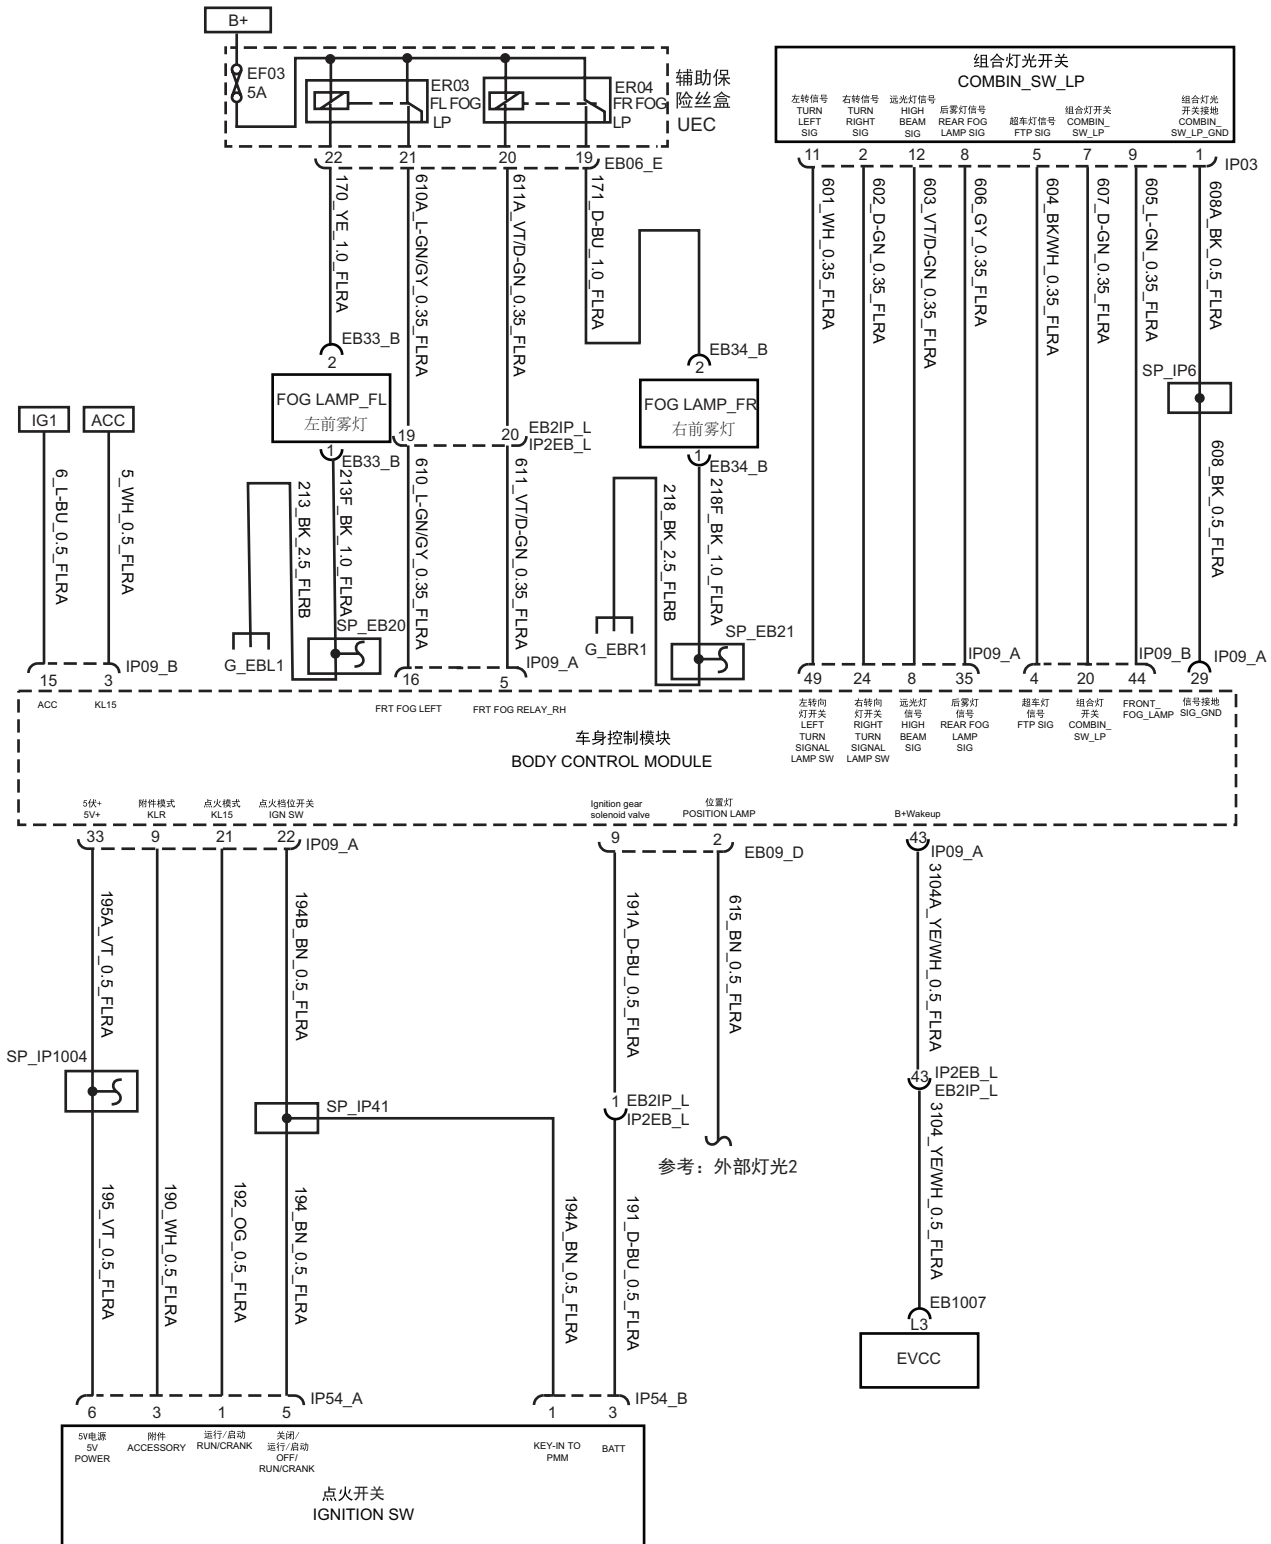 B+
EF03
5A
ER03
FL FOG
LP
ER04
FR FOG
LP
辅助保
险丝盒
UEC
22
21
20
19
EB06_E
组合灯光开关
COMBIN_SW_LP
左转信号
TURN
LEFT
SIG
右转信号
TURN
RIGHT
SIG
远光灯信号
HIGH
BEAM
SIG
后雾灯信号
REAR FOG
LAMP SIG
超车灯信号
FTP SIG
组合灯开关
COMBIN_
SW_LP
组合灯光
开关接地
COMBIN_
SW_LP_GND
11
2
12
8
5
7
9
1
IP03
170_YE_1.0_FLRA
610A_L-GN/GY_0.35_FLRA
611A_VT/D-GN_0.35_FLRA
171_D-BU_1.0_FLRA
601_WH_0.35_FLRA
602_D-GN_0.35_FLRA
603_VT/D-GN_0.35_FLRA
606_GY_0.35_FLRA
604_BK/WH_0.35_FLRA
607_D-GN_0.35_FLRA
605_L-GN_0.35_FLRA
608A_BK_0.5_FLRA
EB33_B
2
EB34_B
2
SP_IP6
FOG LAMP_FL
左前雾灯
FOG LAMP_FR
右前雾灯
IG1
ACC
19
20
EB2IP_L
IP2EB_L
1
EB33_B
1
EB34_B
6_L-BU_0.5_FLRA
5_WH_0.5_FLRA
213_BK_2.5_FLRB
213F_BK_1.0_FLRA
610_L-GN/GY_0.35_FLRA
611_VT/D-GN_0.35_FLRA
218_BK_2.5_FLRB
218F_BK_1.0_FLRA
608_BK_0.5_FLRA
SP_EB20
SP_EB21
G_EBL1
G_EBR1
IP09_B
IP09_A
IP09_A
IP09_B
IP09_A
15
3
16
5
49
24
8
35
4
20
44
29
ACC
KL15
FRT FOG LEFT
FRT FOG RELAY_RH
左转向
灯开关
LEFT
TURN
SIGNAL
LAMP SW
右转向
灯开关
RIGHT
TURN
SIGNAL
LAMP SW
远光灯
信号
HIGH
BEAM
SIG
后雾灯
信号
REAR FOG
LAMP
SIG
超车灯
信号
FTP SIG
组合灯
开关
COMBIN_
SW_LP
FRONT_
FOG_LAMP
信号接地
SIG_GND
车身控制模块
BODY CONTROL MODULE
5伏+
5V+
附件模式
KLR
点火模式
KL15
点火档位开关
IGN SW
Ignition gear
solenoid valve
位置灯
POSITION LAMP
B+Wakeup
33
9
21
22
IP09_A
9
2
EB09_D
43
IP09_A
195A_VT_0.5_FLRA
194B_BN_0.5_FLRA
191A_D-BU_0.5_FLRA
615_BN_0.5_FLRA
3104A_YE/WH_0.5_FLRA
SP_IP1004
SP_IP41
1
EB2IP_L
IP2EB_L
43
IP2EB_L
EB2IP_L
参考：外部灯光2
195_VT_0.5_FLRA
190_WH_0.5_FLRA
192_OG_0.5_FLRA
194_BN_0.5_FLRA
194A_BN_0.5_FLRA
191_D-BU_0.5_FLRA
3104_YE/WH_0.5_FLRA
EB1007
L3
EVCC
IP54_A
IP54_B
6
3
1
5
1
3
5V电源
5V
POWER
附件
ACCESSORY
运行/启动
RUN/CRANK
关闭/
运行/启动
OFF/
RUN/CRANK
KEY-IN TO
PMM
BATT
点火开关
IGNITION SW